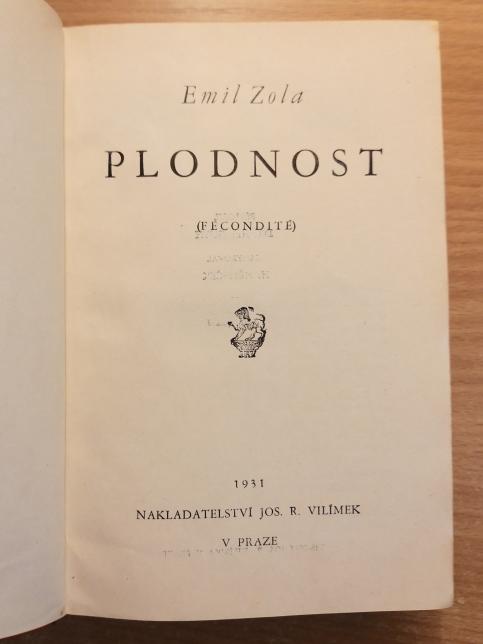 Emil Zola
PLODNOST
(FÉCONDITÉ)
1931
NAKLADATELSTVÍ JOS. R. VILÍMEK
V PRAZE